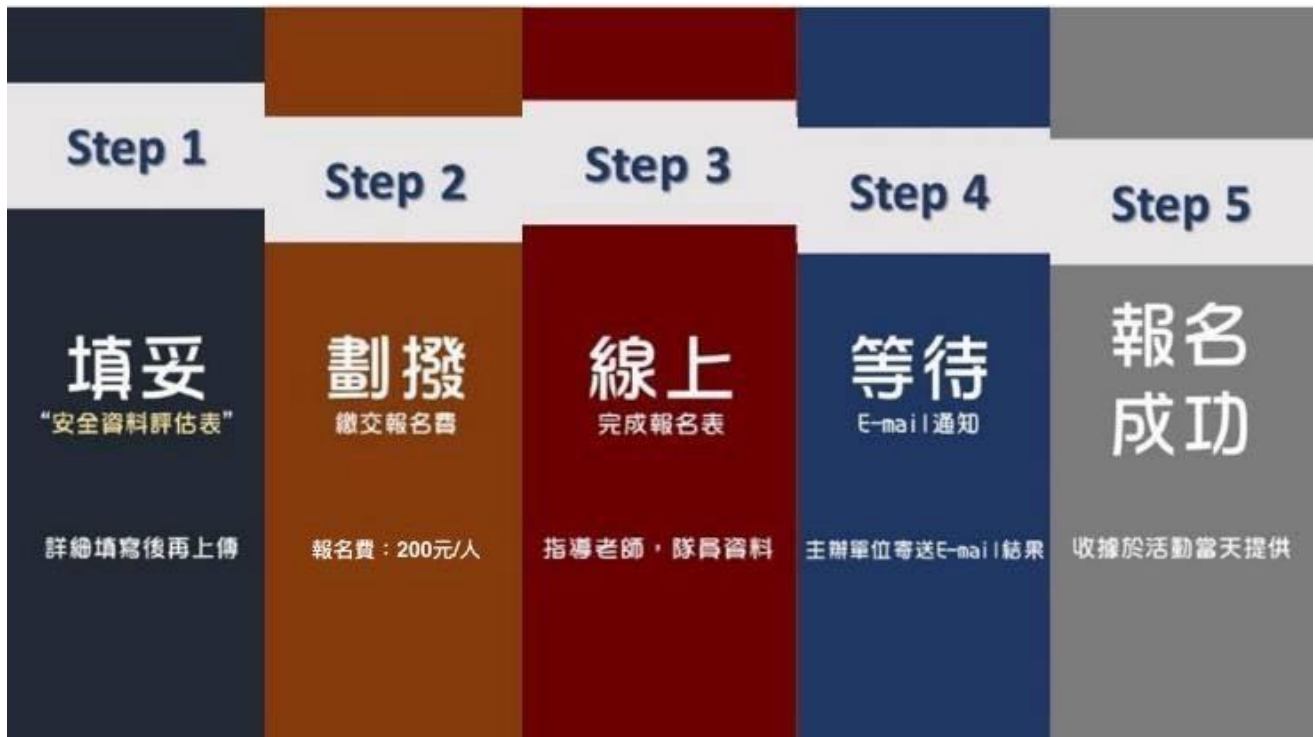 Step 1
填妥
“安全資料評估表”
詳細填寫後再上傳
Step 2
劃撥
繳交報名費
報名費：200元/人
Step 3
線上
完成報名表
指導老師，隊員資料
Step 4
等待
E-mail通知
主辦單位寄送E-mail結果
Step 5
報名
成功
收據於活動當天提供